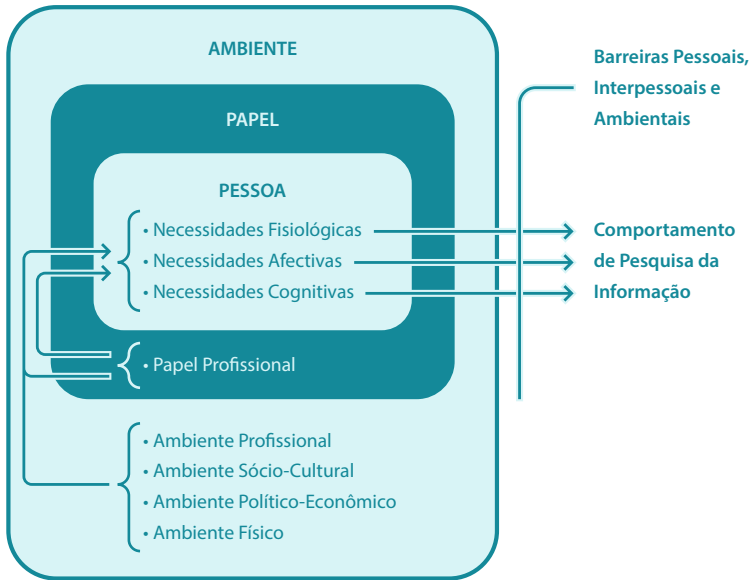 AMBIENTE
PAPEL
PESSOA
• Necessidades Fisiológicas
• Necessidades Afectivas
• Necessidades Cognitivas
• Papel Profissional
• Ambiente Profissional
• Ambiente Sócio-Cultural
• Ambiente Político-Econômico
• Ambiente Físico
Barreiras Pessoais,
Interpessoais e
Ambientais
Comportamento
de Pesquisa da
Informação